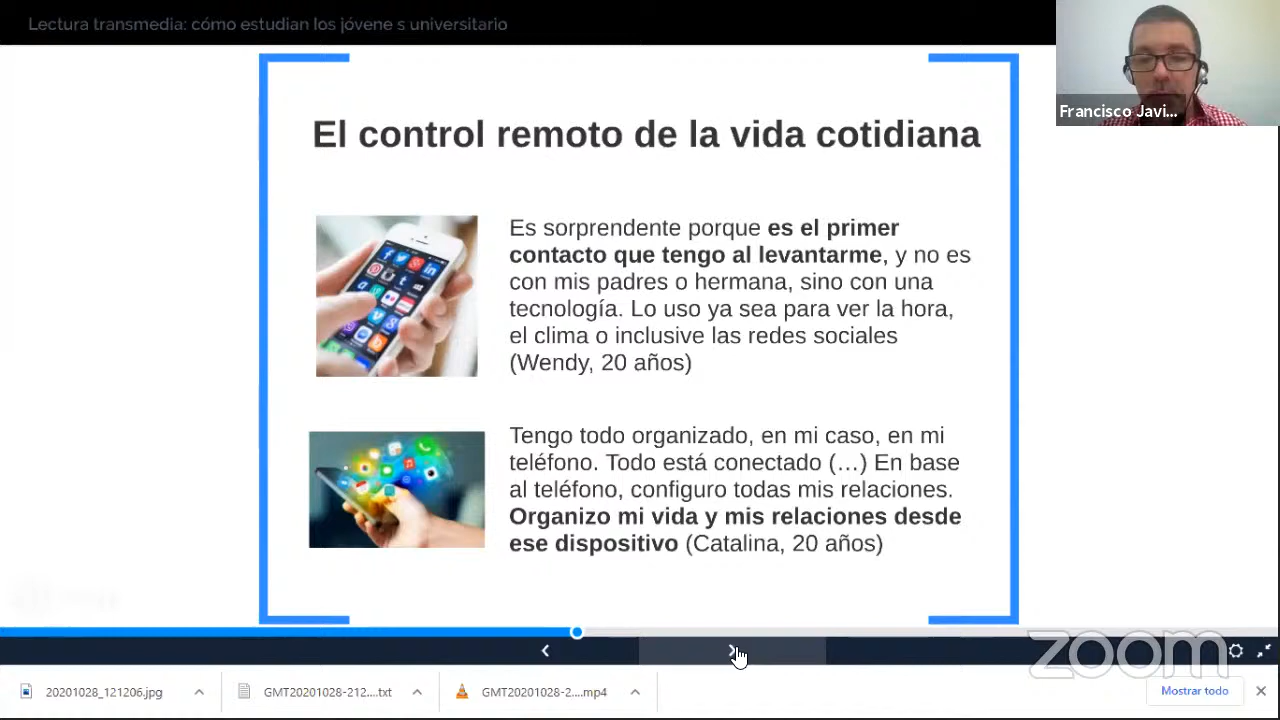 Lectura transmedia: cómo estudian los jóvene s universitario
Francisco Javi...
El control remoto de la vida cotidiana
Es sorprendente porque es el primer
contacto que tengo al levantarme, y no es
con mis padres o hermana, sino con una
tecnología. Lo uso ya sea para ver la hora,
el clima o inclusive las redes sociales
(Wendy, 20 años)
Tengo todo organizado, en mi caso, en mi
teléfono. Todo está conectado (…) En base
al teléfono, configuro todas mis relaciones.
Organizo mi vida y mis relaciones desde
ese dispositivo (Catalina, 20 años)
zoom
20201028_121206.jpg
GMT20201028-212....txt
GMT20201028-2....mp4
Mostrar todo